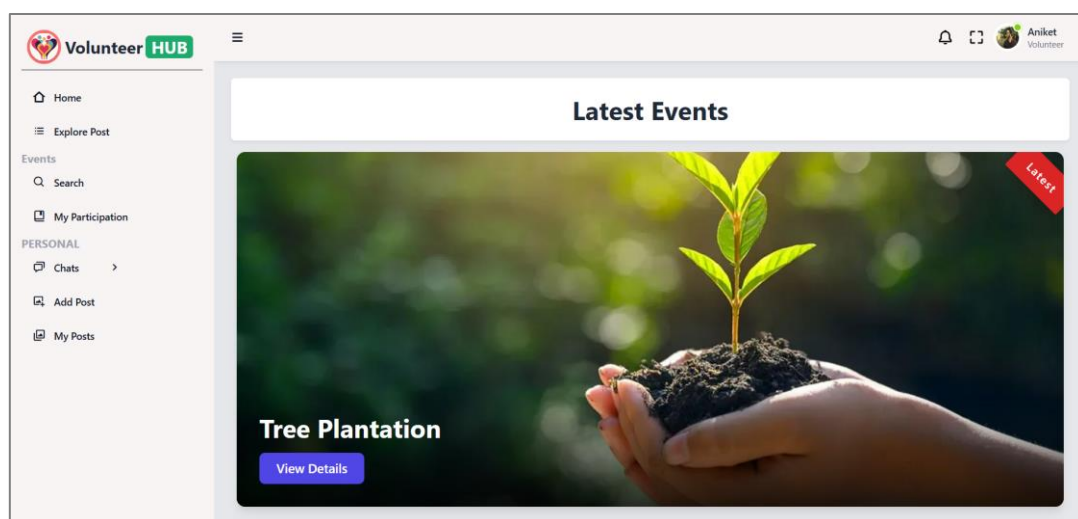 Volunteer HUB
Home
Explore Post
Events
Search
My Participation
PERSONAL
Chats
Add Post
My Posts
Aniket
Volunteer
Latest Events
Latest
Tree Plantation
View Details